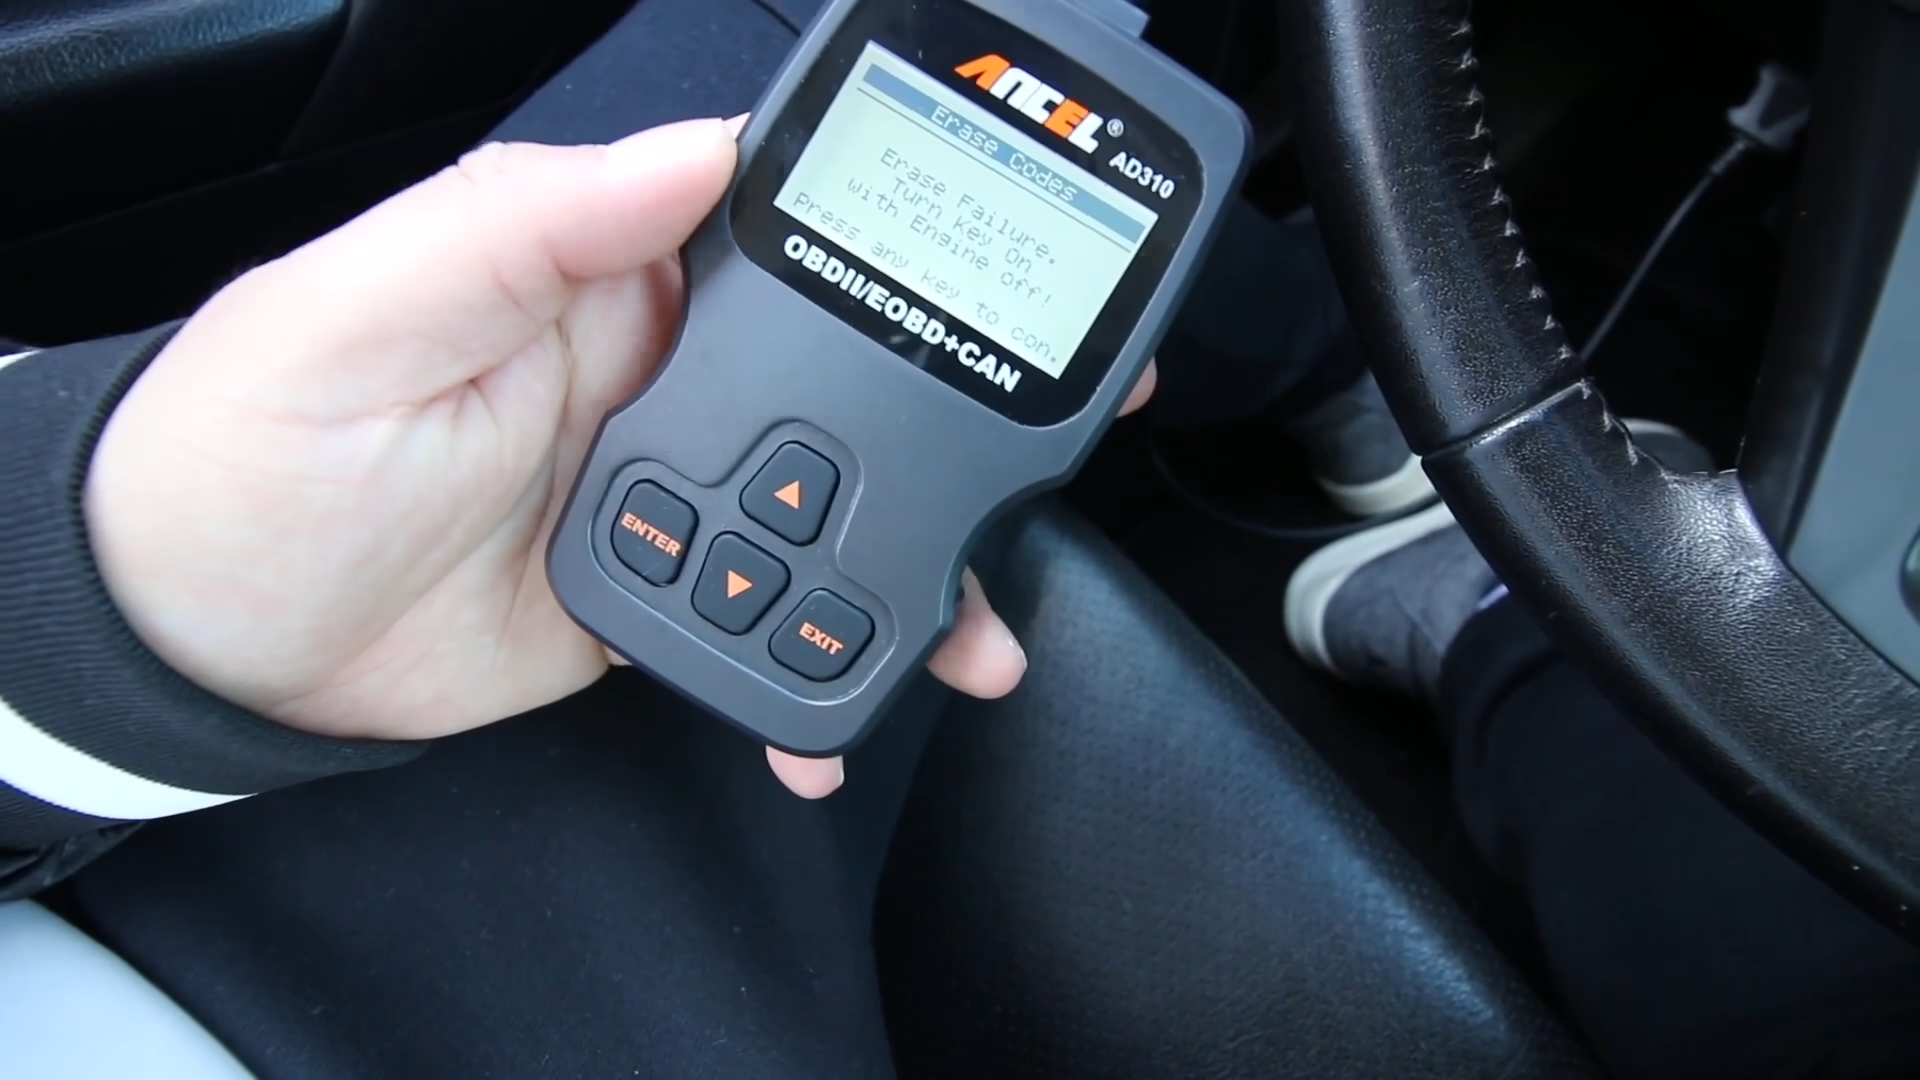 ANCEL®
AD310
Erase Codes
Erase Failure.
Turn Key On
with Engine Off!
Press any key to con.
OBDII/EOBD+CAN
▲
ENTER
▼
EXIT